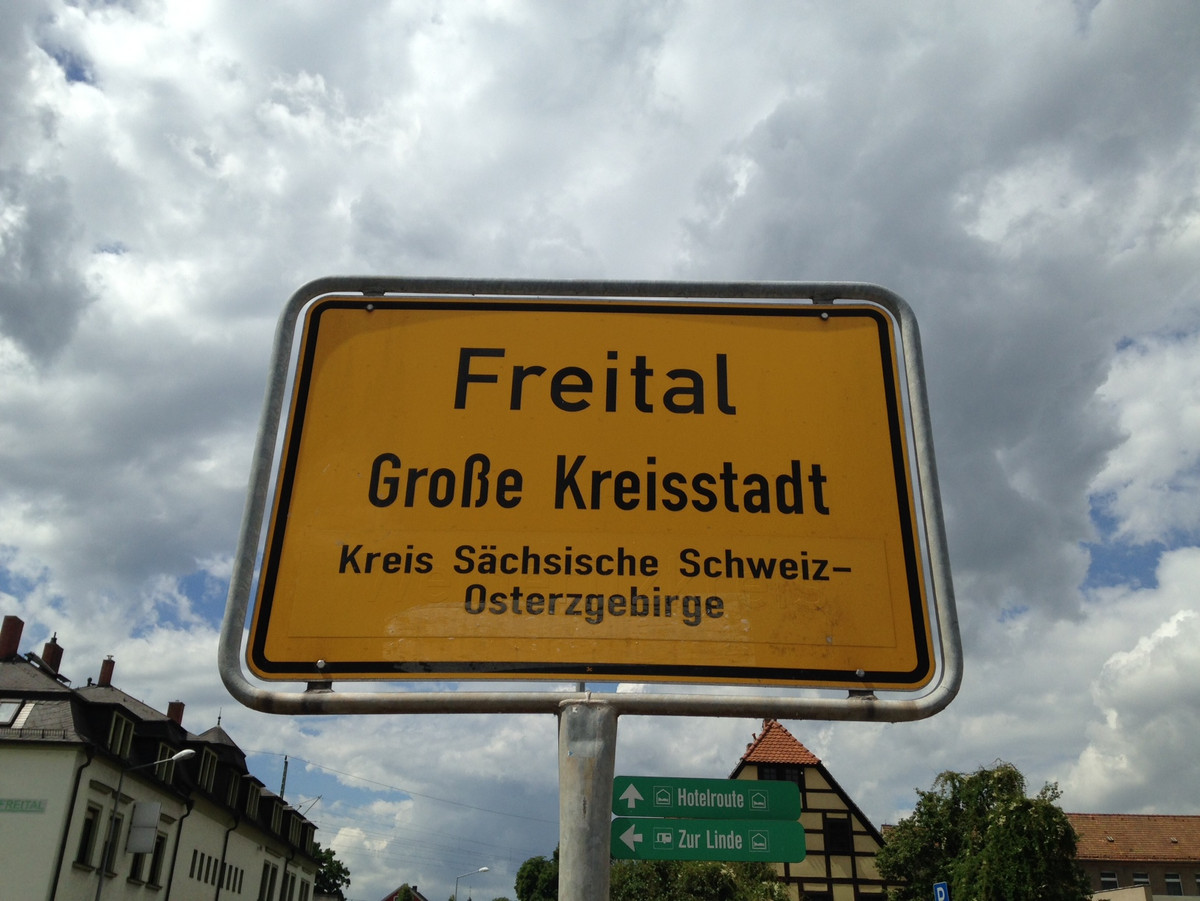 Freital
Große Kreisstadt
Kreis Sächsische Schweiz-
Osterzgebirge
Hotelroute
Zur Linde
FREITAL